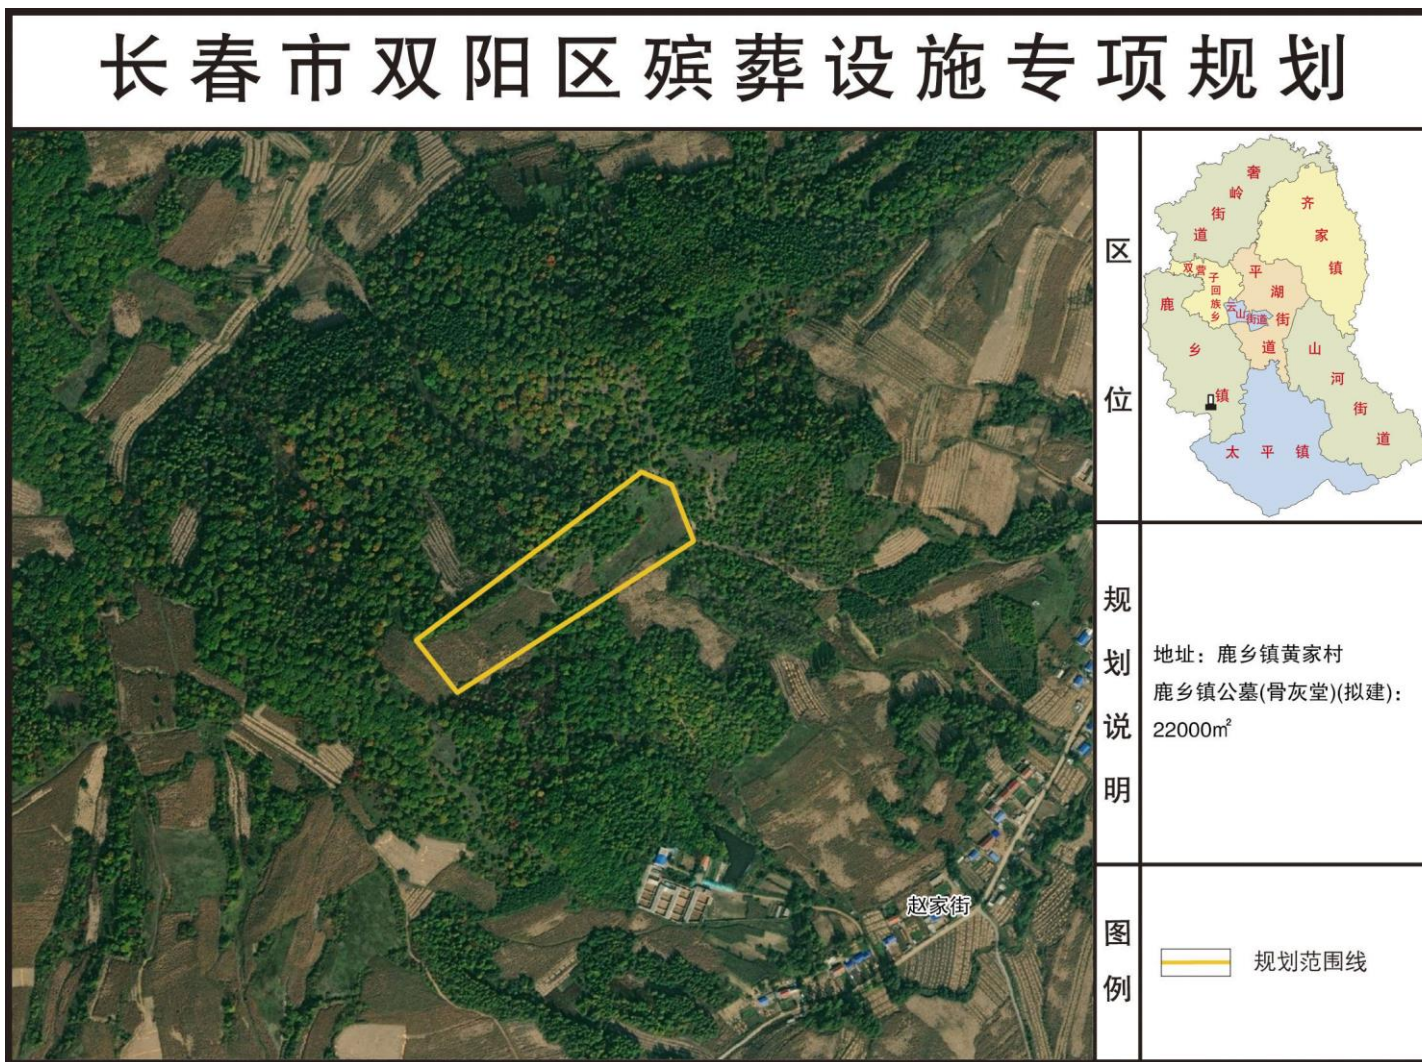 长春市双阳区殡葬设施专项规划
区位
奢岭街道
齐家镇
双营子回族乡
平湖街道
云山街道
鹿乡镇
山河街道
太平镇
规划说明
地址：鹿乡镇黄家村
鹿乡镇公墓(骨灰堂)(拟建)：
22000㎡
赵家街
图例
规划范围线